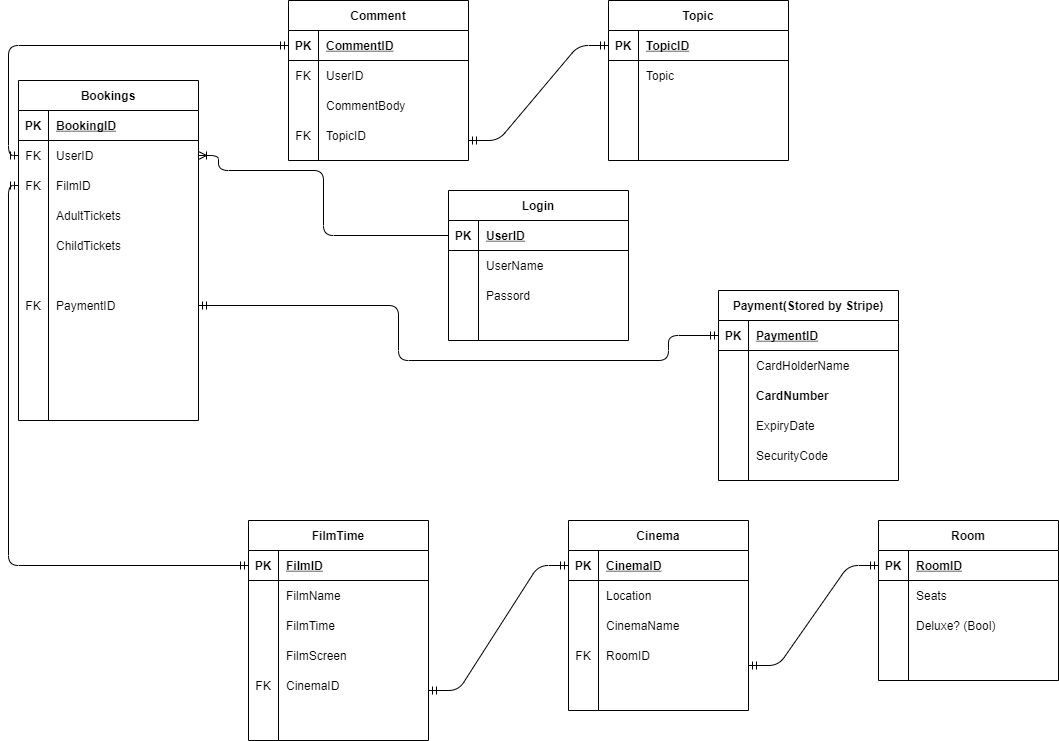 Comment
PK CommentID
FK UserID
CommentBody
FK TopicID
Topic
PK TopicID
Topic
Bookings
PK BookingID
FK UserID
FK FilmID
AdultTickets
ChildTickets
FK PaymentID
Login
PK UserID
UserName
Passord
Payment(Stored by Stripe)
PK PaymentID
CardHolderName
CardNumber
ExpiryDate
SecurityCode
FilmTime
PK FilmID
FilmName
FilmTime
FilmScreen
FK CinemaID
Cinema
PK CinemaID
Location
CinemaName
FK RoomID
Room
PK RoomID
Seats
Deluxe? (Bool)